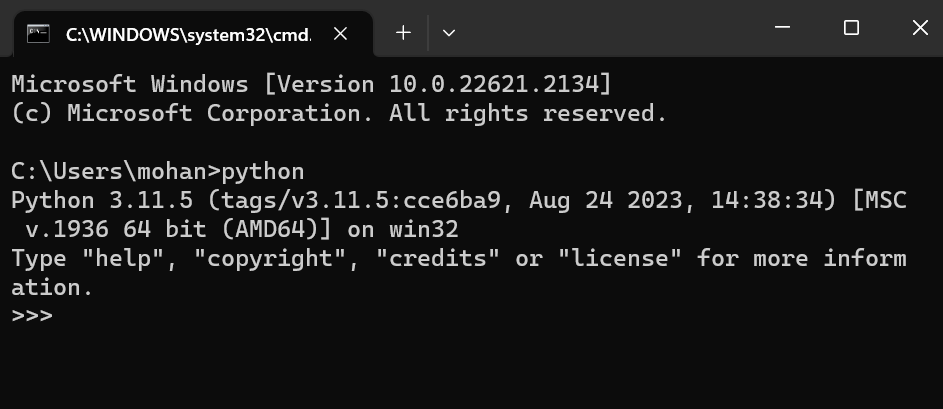 C:\WINDOWS\system32\cmd.
Microsoft Windows [Version 10.0.22621.2134]
(c) Microsoft Corporation. All rights reserved.
C:\Users\mohan>python
Python 3.11.5 (tags/v3.11.5:cce6ba9, Aug 24 2023, 14:38:34) [MSC
 v.1936 64 bit (AMD64)] on win32
Type "help", "copyright", "credits" or "license" for more inform
ation.
>>>